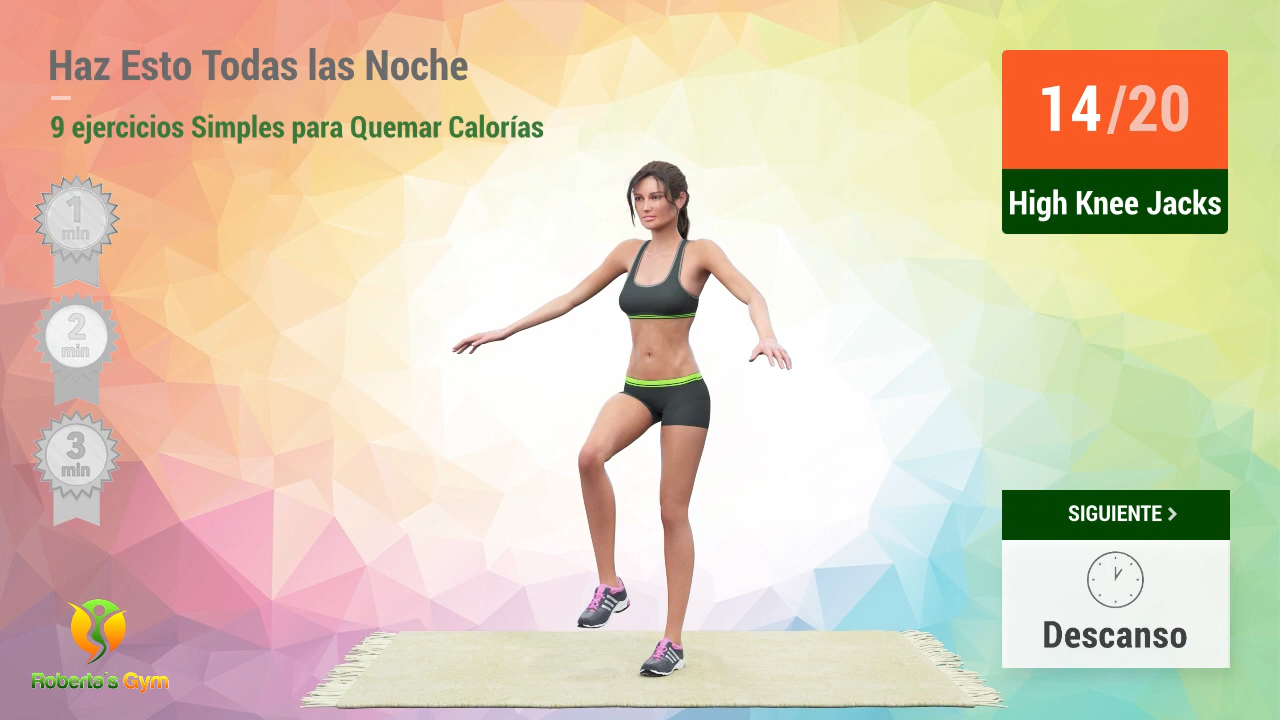 Haz Esto Todas las Noche
9 ejercicios Simples para Quemar Calorías
14/20
High Knee Jacks
1
min
2
min
3
min
SIGUIENTE >
Descanso
Roberta's Gym